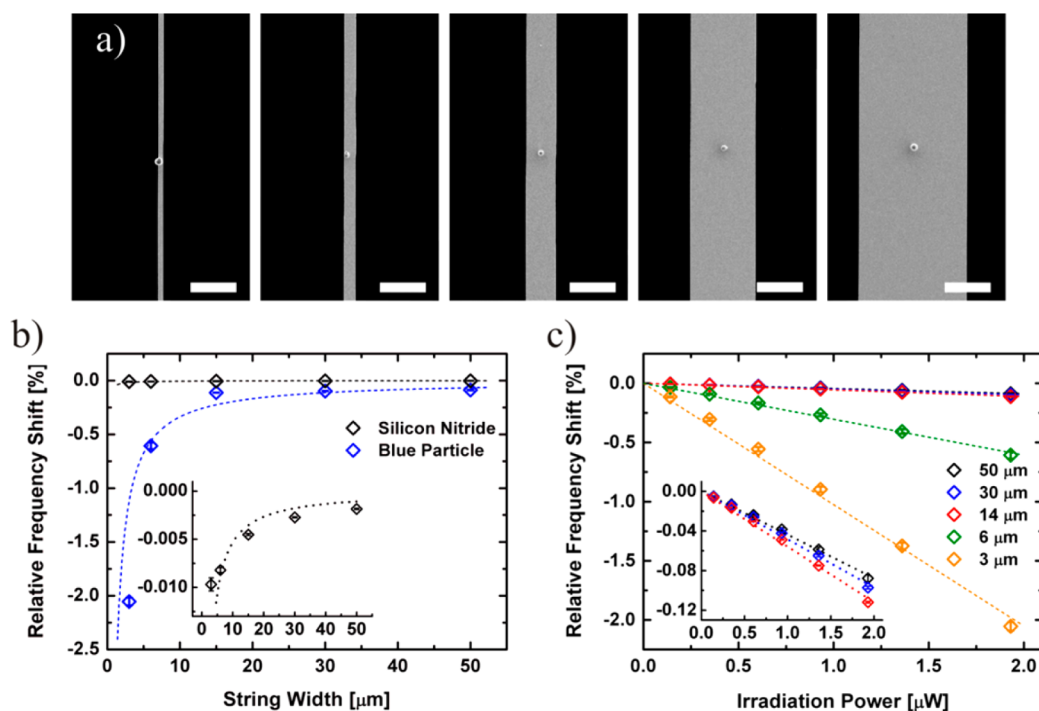 a)
b)
0.0
-0.5
-1.0
-1.5
-2.0
-2.5
0 10 20 30 40 50
Relative Frequency Shift [%]
String Width [μm]
Silicon Nitride
Blue Particle
0.000
-0.005
-0.010
0 10 20 30 40 50
c)
0.0
-0.5
-1.0
-1.5
-2.0
0.0 0.5 1.0 1.5 2.0
Relative Frequency Shift [%]
Irradiation Power [μW]
50 μm
30 μm
14 μm
6 μm
3 μm
0.00
-0.04
-0.08
-0.12
0.0 0.5 1.0 1.5 2.0